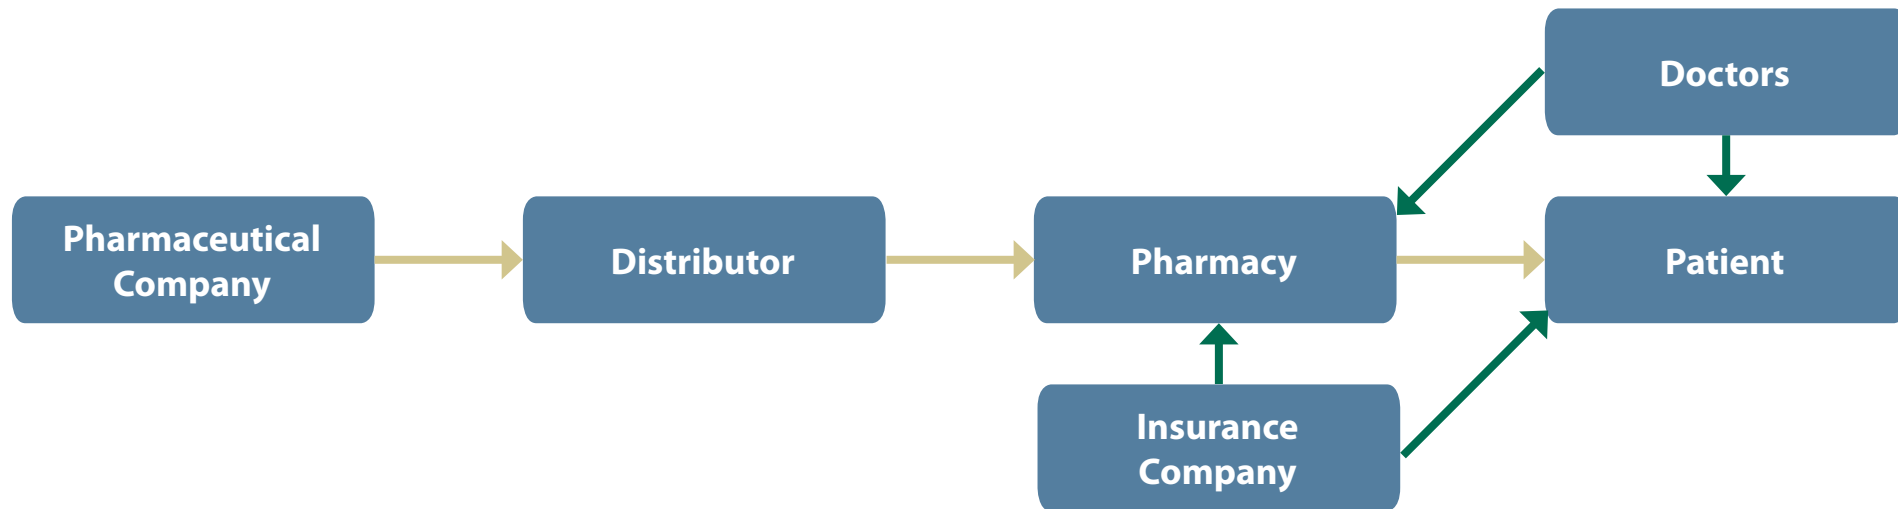 Doctors
Pharmaceutical
Company
Distributor
Pharmacy
Patient
Insurance
Company